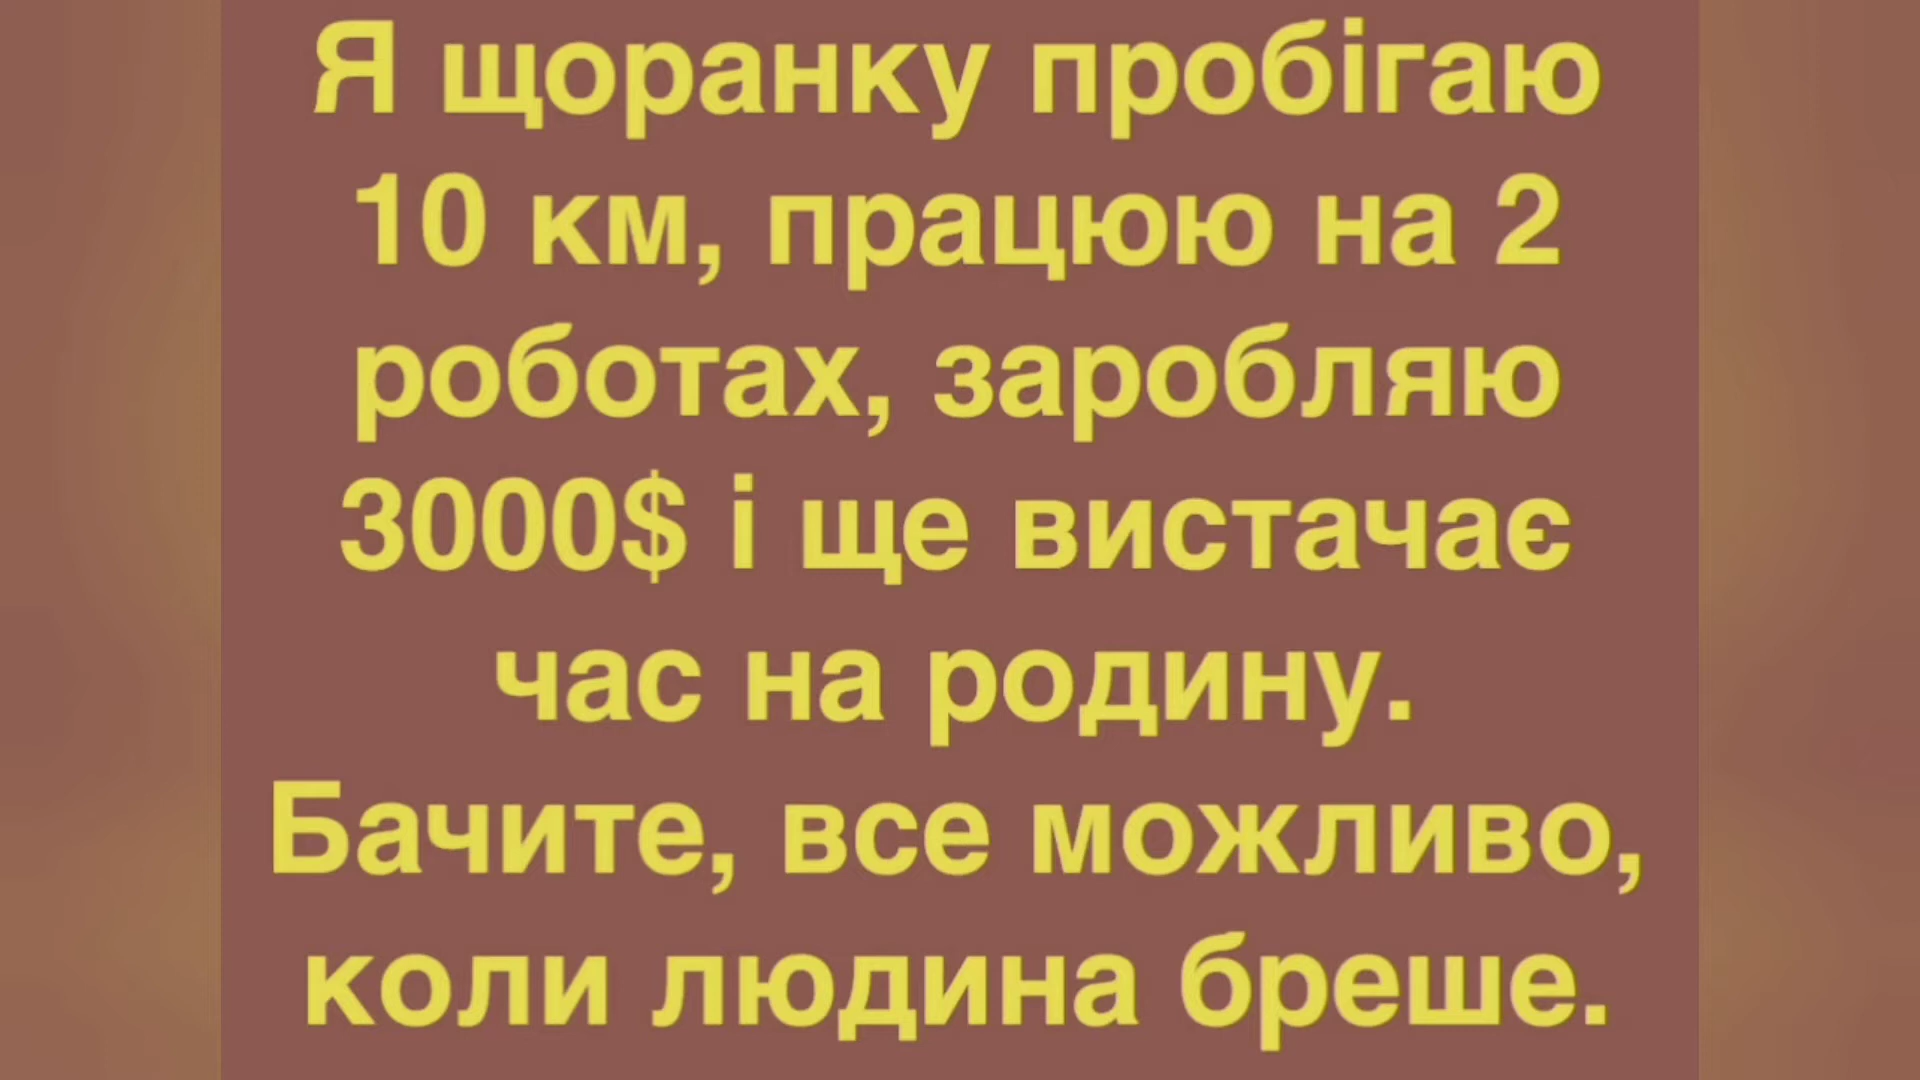 Я щоранку пробігаю
10 км, працюю на 2
роботах, заробляю
3000$ і ще вистачає
час на родину.
Бачите, все можливо,
коли людина бреше.